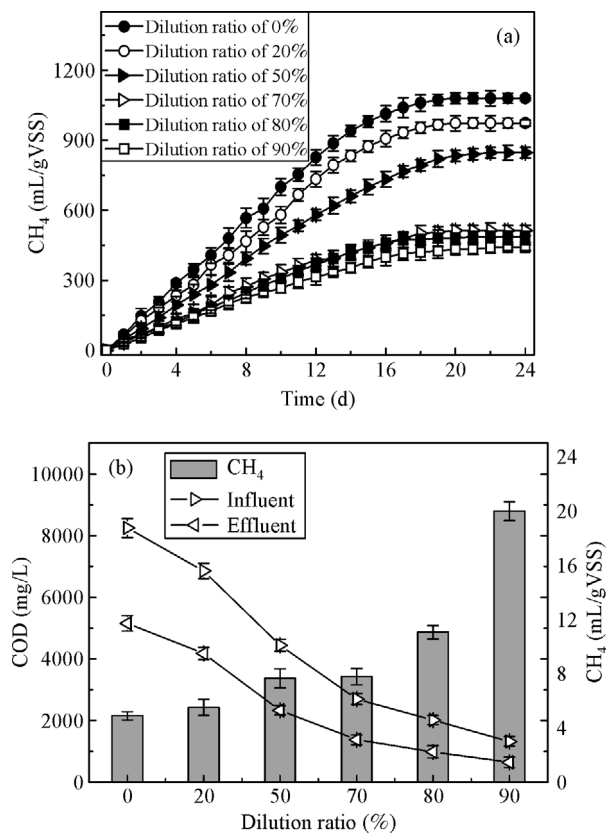 (a)
Dilution ratio of 0%
Dilution ratio of 20%
Dilution ratio of 50%
Dilution ratio of 70%
Dilution ratio of 80%
Dilution ratio of 90%
CH₄ (mL/gVSS)
1200
900
600
300
0
0 4 8 12 16 20 24
Time (d)
(b)
CH₄
Influent
Effluent
COD (mg/L)
10000
8000
6000
4000
2000
0
CH₄ (mL/gVSS)
24
20
16
12
8
4
0
0 20 50 70 80 90
Dilution ratio (%)